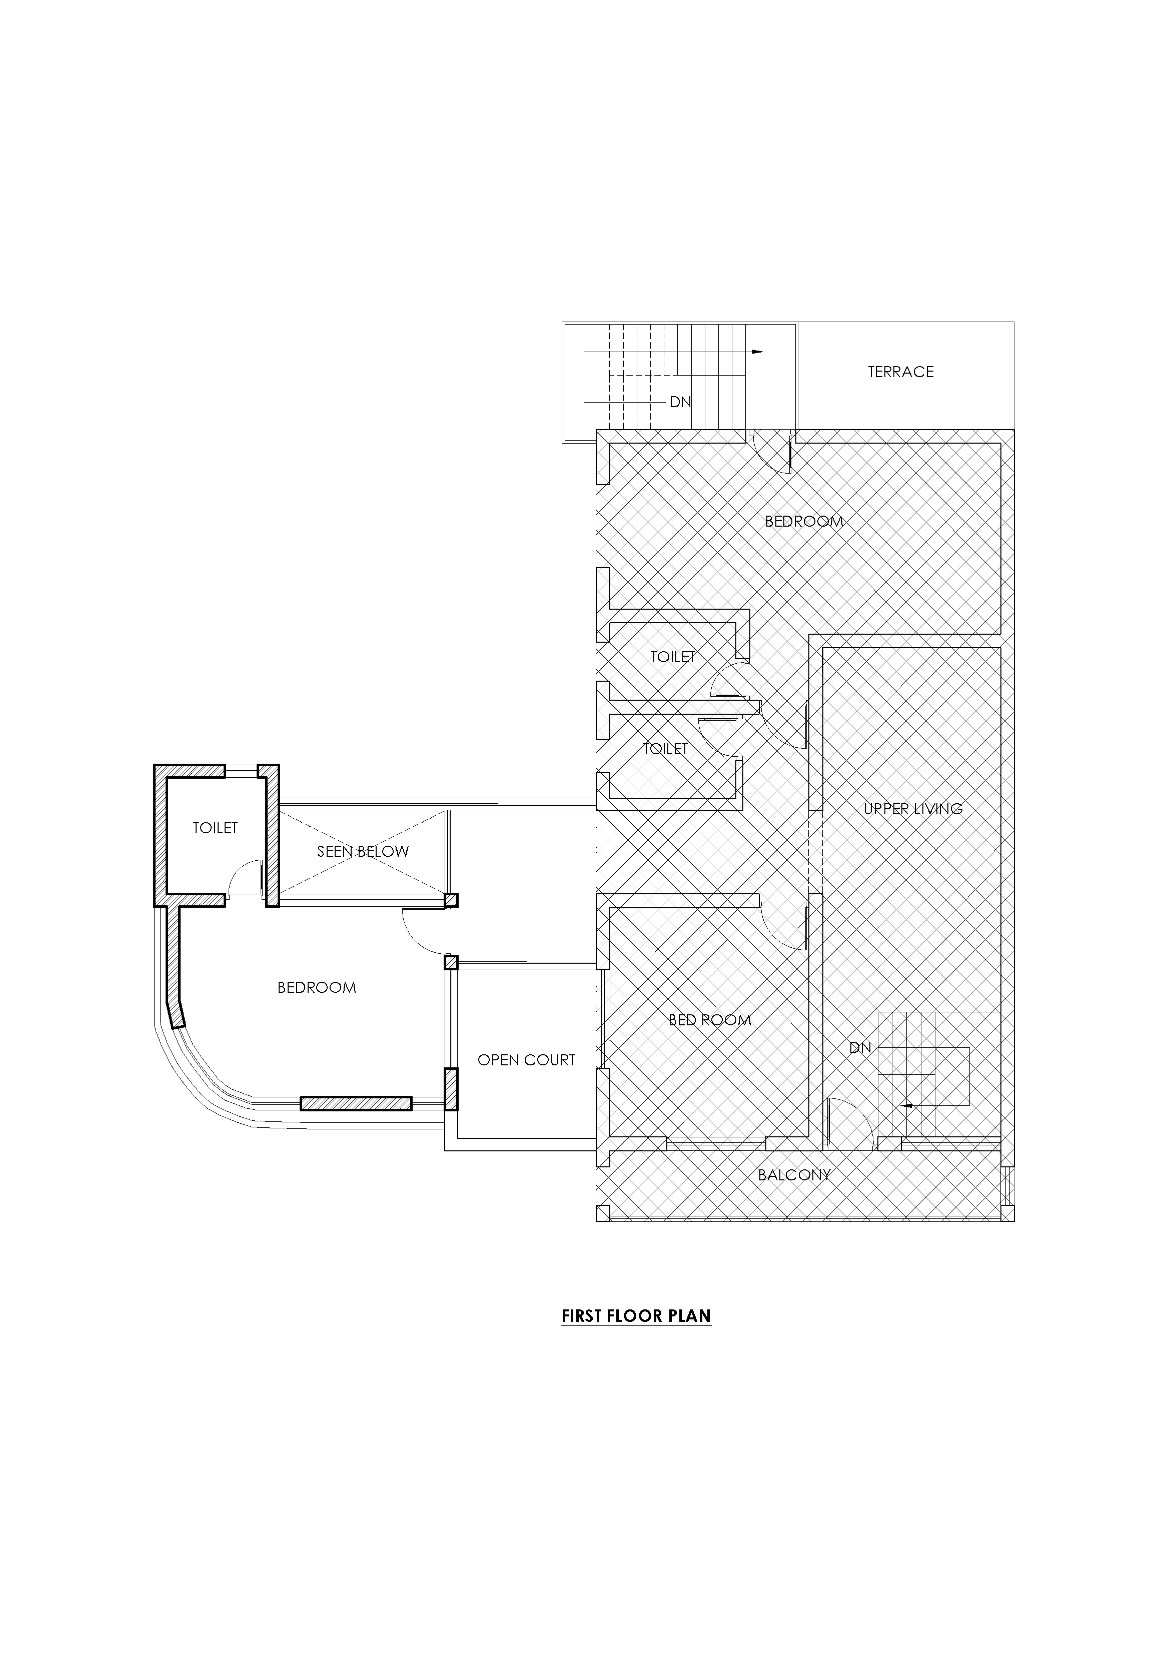 TERRACE
DN
BEDROOM
TOILET
TOILET
UPPER LIVING
TOILET
SEEN BELOW
BEDROOM
BED ROOM
DN
OPEN COURT
BALCONY
FIRST FLOOR PLAN